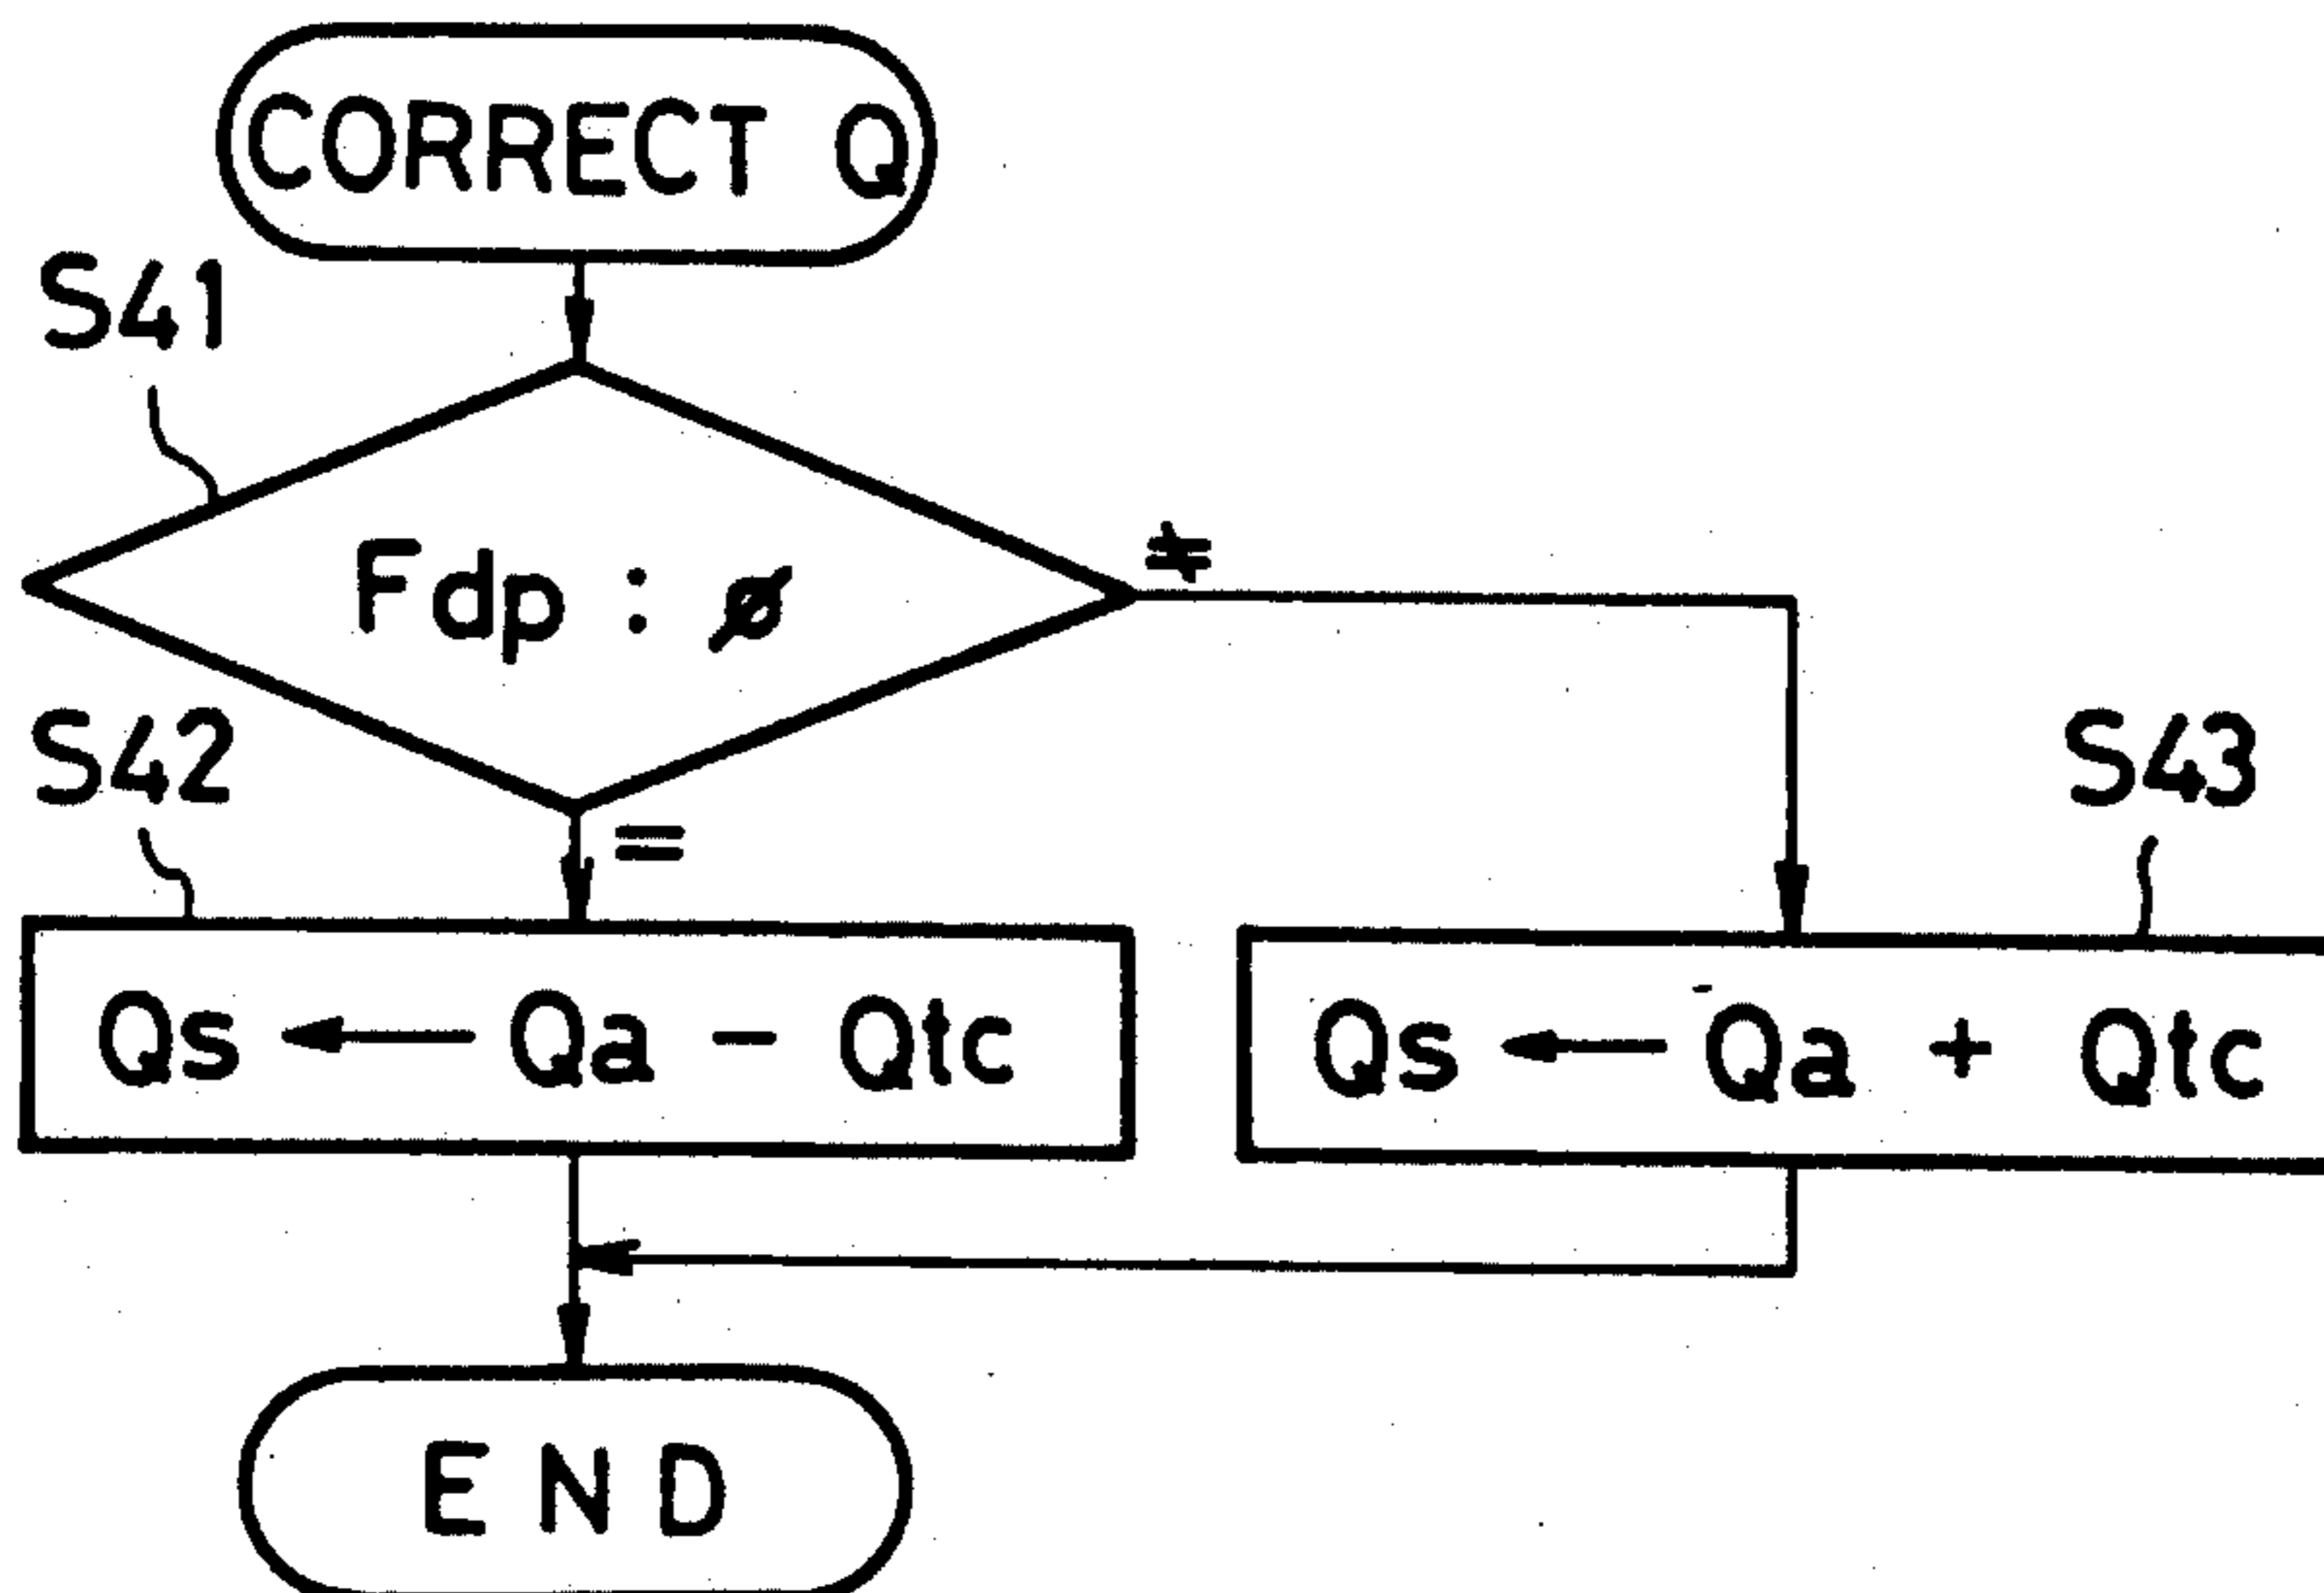 CORRECT Q
S41
Fdp : ø
≠
S42
=
S43
Qs ← Qa - Qtc
Qs ← Qa + Qtc
END